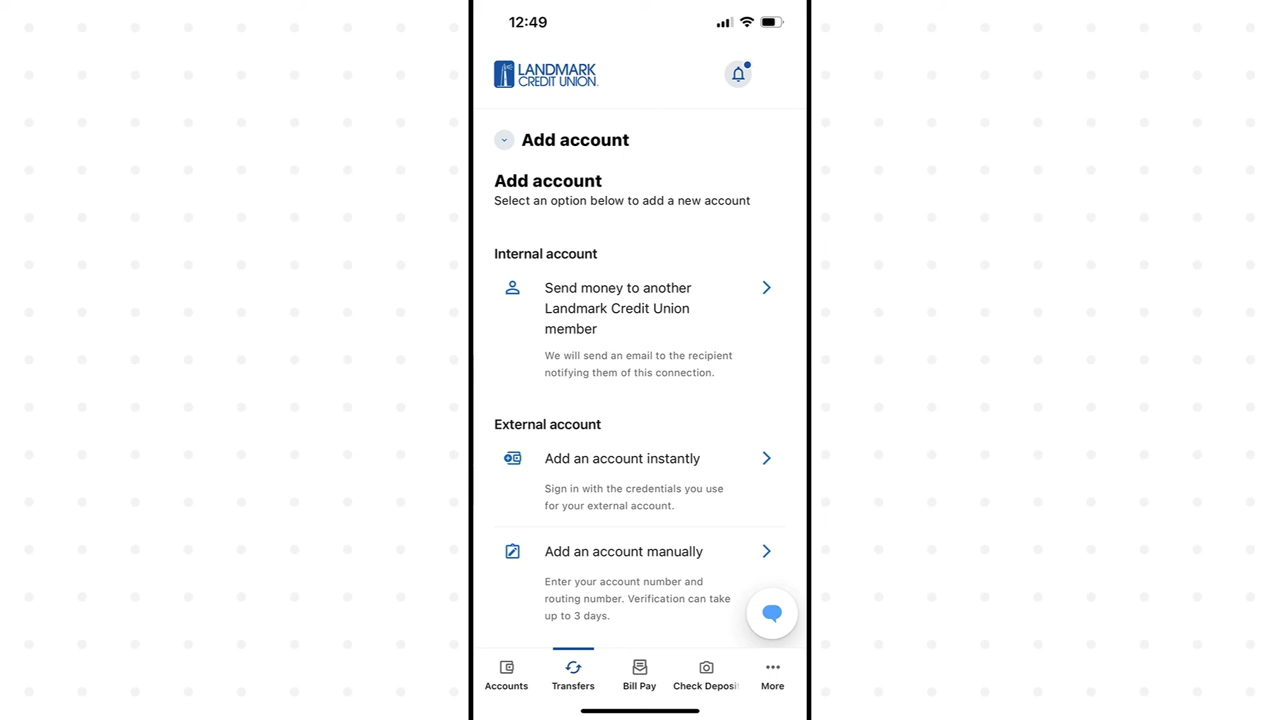 12:49
LANDMARK
CREDIT UNION.
Add account
Add account
Select an option below to add a new account
Internal account
Send money to another
Landmark Credit Union
member
We will send an email to the recipient
notifying them of this connection.
External account
Add an account instantly
Sign in with the credentials you use
for your external account.
Add an account manually
Enter your account number and
routing number. Verification can take
up to 3 days.
Accounts
Transfers
Bill Pay
Check Deposi
More